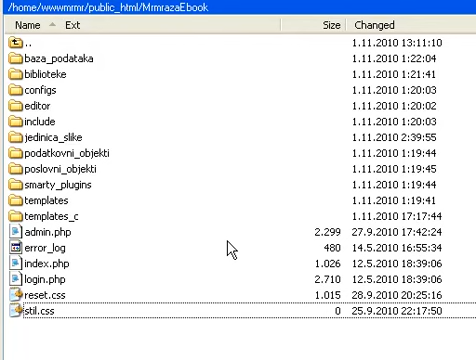 /home/wwwmrmr/public_html/MrmrazaEbook
Name Ext Size Changed
.. 1.11.2010 13:11:10
baza_podataka 1.11.2010 1:22:04
biblioteke 1.11.2010 1:21:41
configs 1.11.2010 1:20:03
editor 1.11.2010 1:20:02
include 1.11.2010 1:20:03
jedinica_slike 1.11.2010 2:39:55
podatkovni_objekti 1.11.2010 1:19:44
poslovni_objekti 1.11.2010 1:19:45
smarty_plugins 1.11.2010 1:19:44
templates 1.11.2010 1:19:41
templates_c 1.11.2010 17:17:44
admin.php 2.299 27.9.2010 17:42:24
error_log 480 14.5.2010 16:55:34
index.php 1.026 12.5.2010 18:39:06
login.php 2.710 12.5.2010 18:39:06
reset.css 1.015 28.9.2010 20:25:16
stil.css 0 25.9.2010 22:17:50